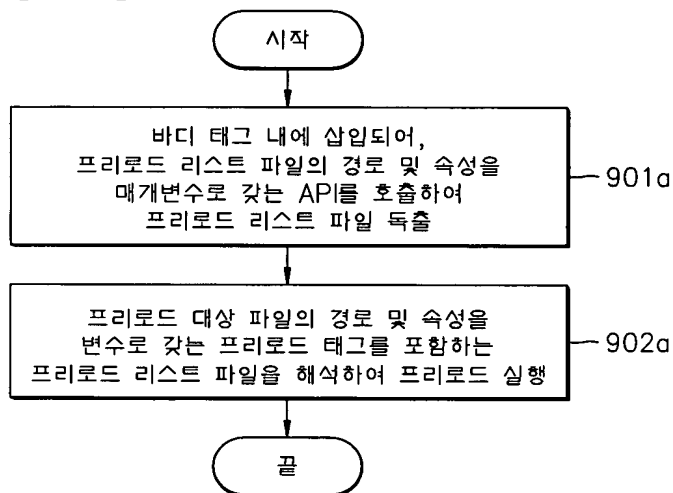 시작
바디 태그 내에 삽입되어,
프리로드 리스트 파일의 경로 및 속성을
매개변수로 갖는 API를 호출하여
프리로드 리스트 파일 독출
901a
프리로드 대상 파일의 경로 및 속성을
변수로 갖는 프리로드 태그를 포함하는
프리로드 리스트 파일을 해석하여 프리로드 실행
902a
끝